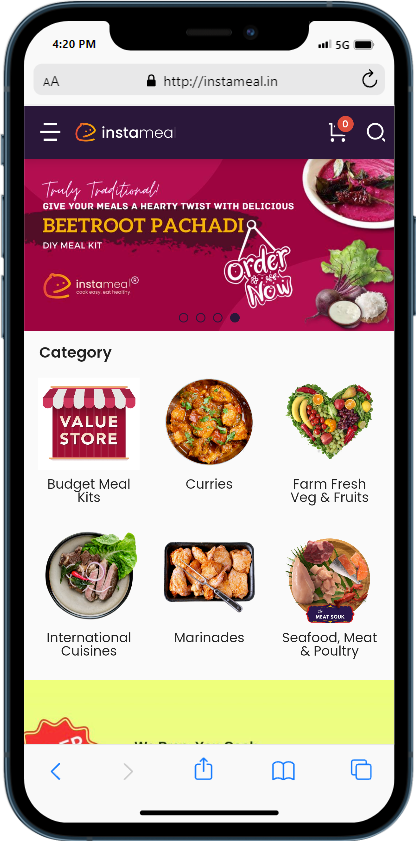 4:20 PM
5G
AA
http://instameal.in
instameal
0
Truly Traditional!
GIVE YOUR MEALS A HEARTY TWIST WITH DELICIOUS
BEETROOT PACHADI
DIY MEAL KIT
Order
Now
instameal®
cook easy. eat healthy
Category
VALUE
STORE
Budget Meal
Kits
Curries
Farm Fresh
Veg & Fruits
MEAT SOUK
International
Cuisines
Marinades
Seafood, Meat
& Poultry